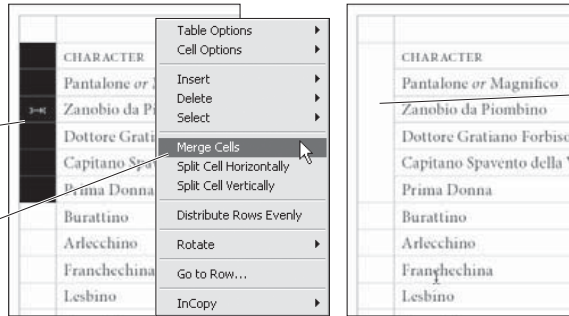 Table Options
Cell Options
Insert
Delete
Select
Merge Cells
Split Cell Horizontally
Split Cell Vertically
Distribute Rows Evenly
Rotate
Go to Row...
InCopy
CHARACTER
Pantalone or
Zanobio da Pi
Dottore Grati
Capitano Spav
Prima Donna
Burattino
Arlecchino
Franchechina
Lesbino
CHARACTER
Pantalone or Magnifico
Zanobio da Piombino
Dottore Gratiano Forbiso
Capitano Spavento della
Prima Donna
Burattino
Arlecchino
Franchechina
Lesbino